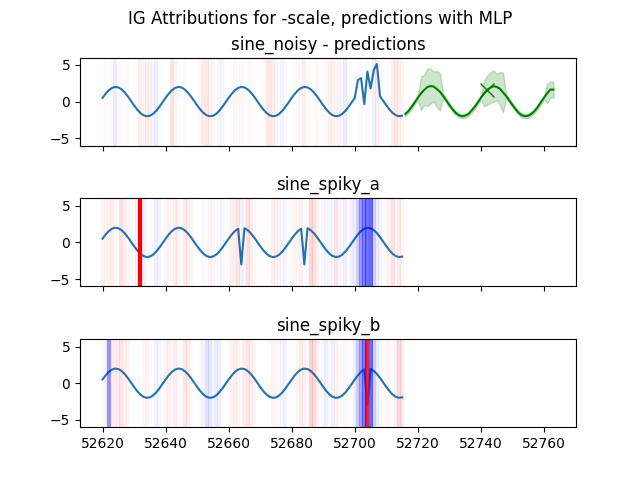 IG Attributions for -scale, predictions with MLP
sine_noisy - predictions
5
0
−5
sine_spiky_a
5
0
−5
sine_spiky_b
5
0
−5
52620 52640 52660 52680 52700 52720 52740 52760